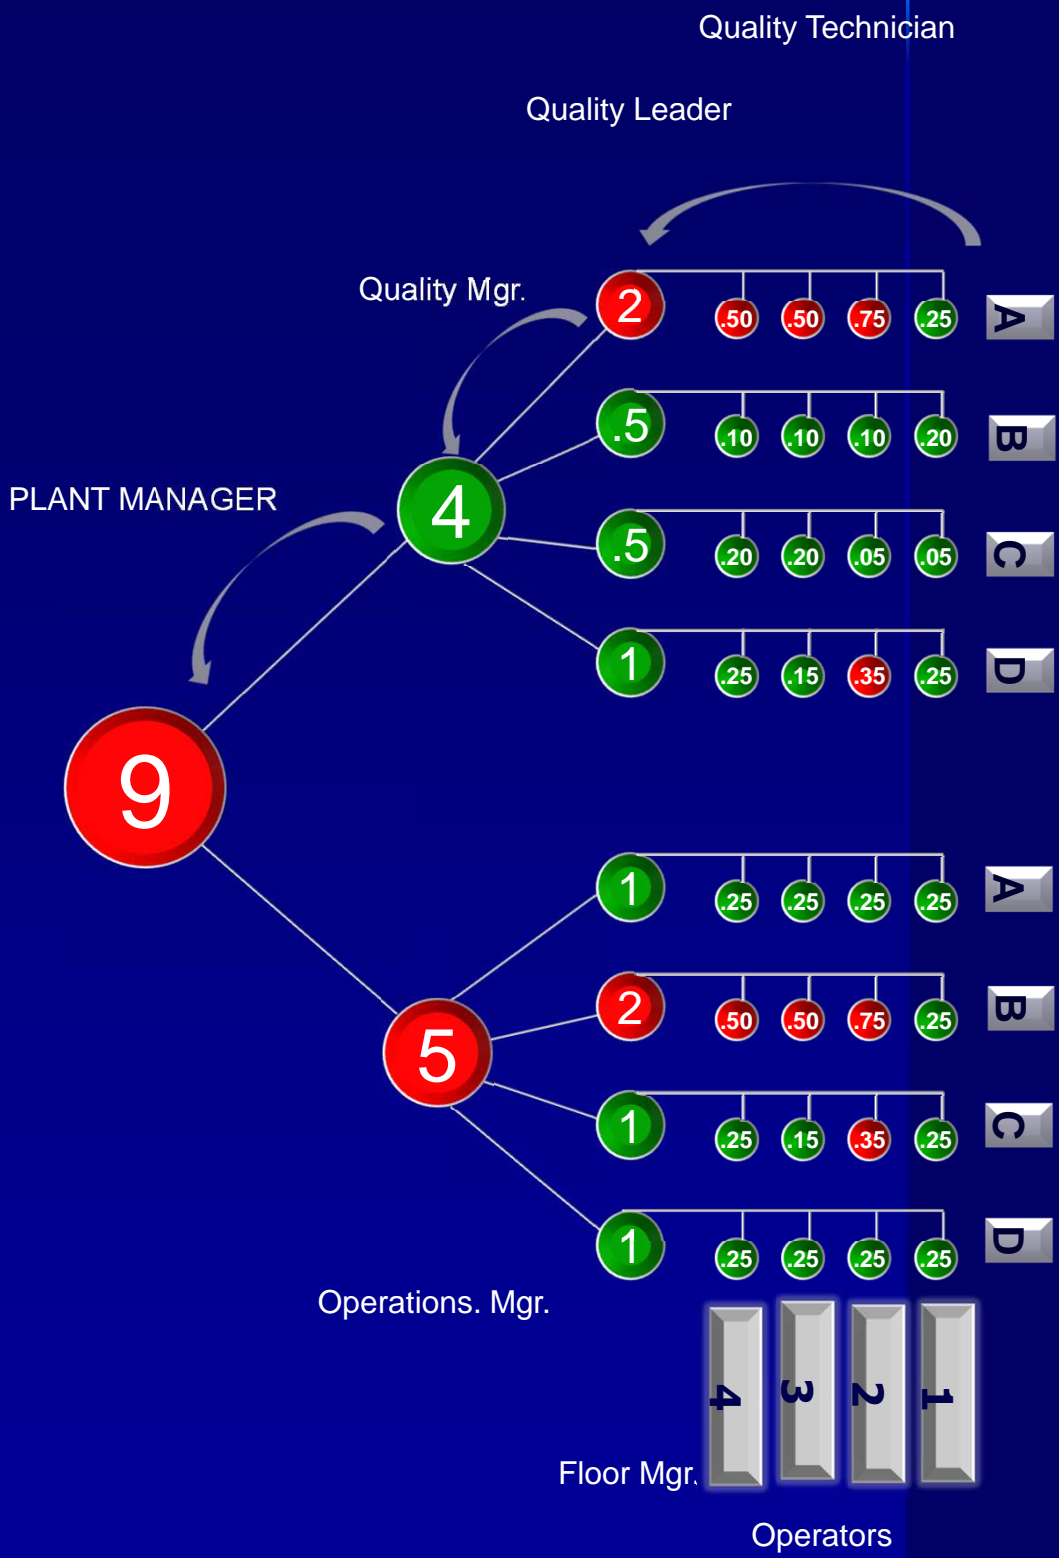 Quality Technician
Quality Leader
Quality Mgr.
2 .50 .50 .75 .25 A
.5 .10 .10 .10 .20 B
PLANT MANAGER
4
.5 .20 .20 .05 .05 C
1 .25 .15 .35 .25 D
9
1 .25 .25 .25 .25 A
2 .50 .50 .75 .25 B
5
1 .25 .15 .35 .25 C
1 .25 .25 .25 .25 D
Operations. Mgr.
4 3 2 1
Floor Mgr.
Operators